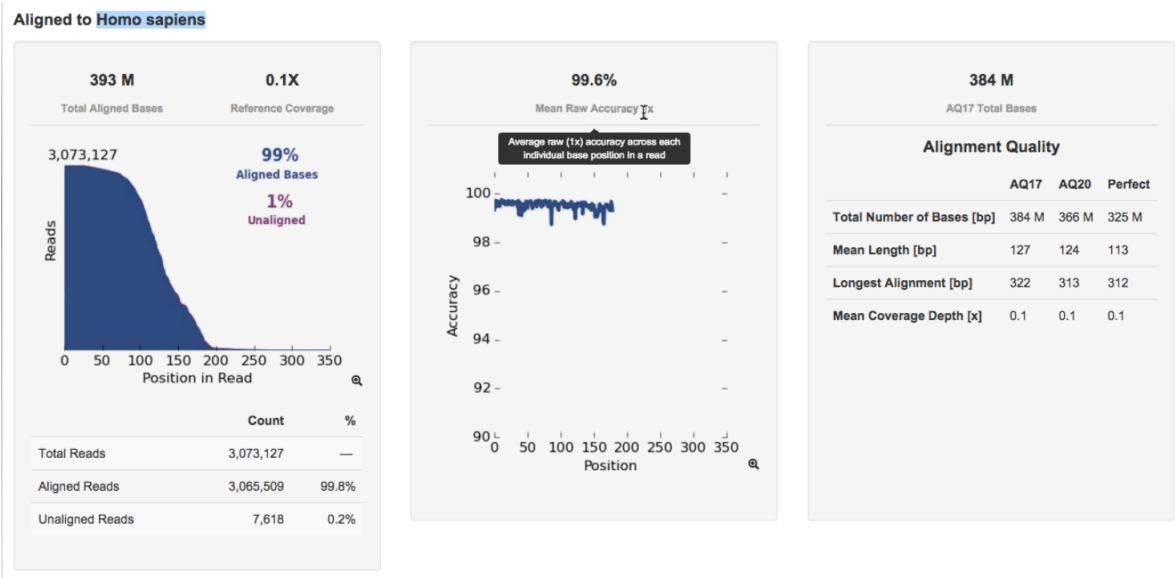 Aligned to Homo sapiens
393 M 0.1X
Total Aligned Bases Reference Coverage
3,073,127
99%
Aligned Bases
1%
Unaligned
Reads
0 50 100 150 200 250 300 350
Position in Read
Count %
Total Reads 3,073,127 —
Aligned Reads 3,065,509 99.8%
Unaligned Reads 7,618 0.2%
99.6%
Mean Raw Accuracy 1x
Average raw (1x) accuracy across each
individual base position in a read
100
98
96
94
92
90
Accuracy
0 50 100 150 200 250 300 350
Position
384 M
AQ17 Total Bases
Alignment Quality
AQ17 AQ20 Perfect
Total Number of Bases [bp] 384 M 366 M 325 M
Mean Length [bp] 127 124 113
Longest Alignment [bp] 322 313 312
Mean Coverage Depth [x] 0.1 0.1 0.1